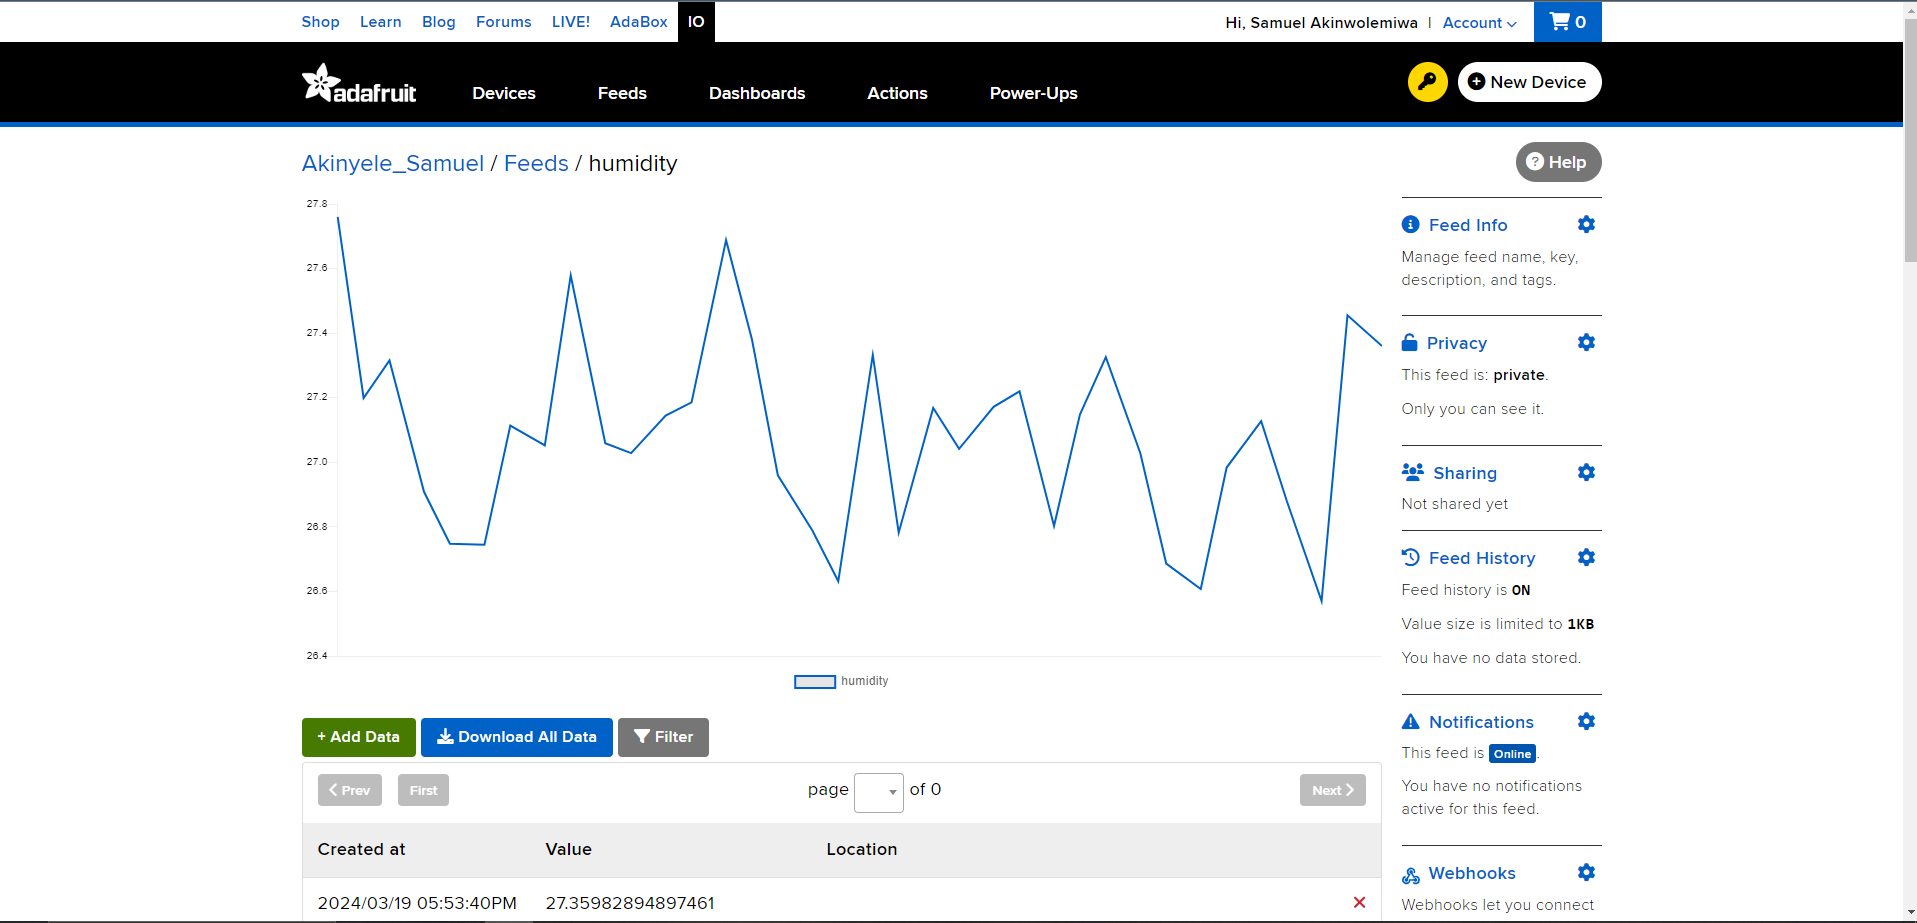 Shop Learn Blog Forums LIVE! AdaBox IO Hi, Samuel Akinwolemiwa | Account 0
adafruit Devices Feeds Dashboards Actions Power-Ups New Device
Akinyele_Samuel / Feeds / humidity
Help
27.8
27.6
27.4
27.2
27.0
26.8
26.6
26.4
humidity
Feed Info
Manage feed name, key,
description, and tags.
Privacy
This feed is: private.
Only you can see it.
Sharing
Not shared yet
Feed History
Feed history is ON
Value size is limited to 1KB
You have no data stored.
Notifications
This feed is Online.
You have no notifications
active for this feed.
Webhooks
Webhooks let you connect
+ Add Data Download All Data Filter
Prev First page of 0 Next
Created at Value Location
2024/03/19 05:53:40PM 27.35982894897461